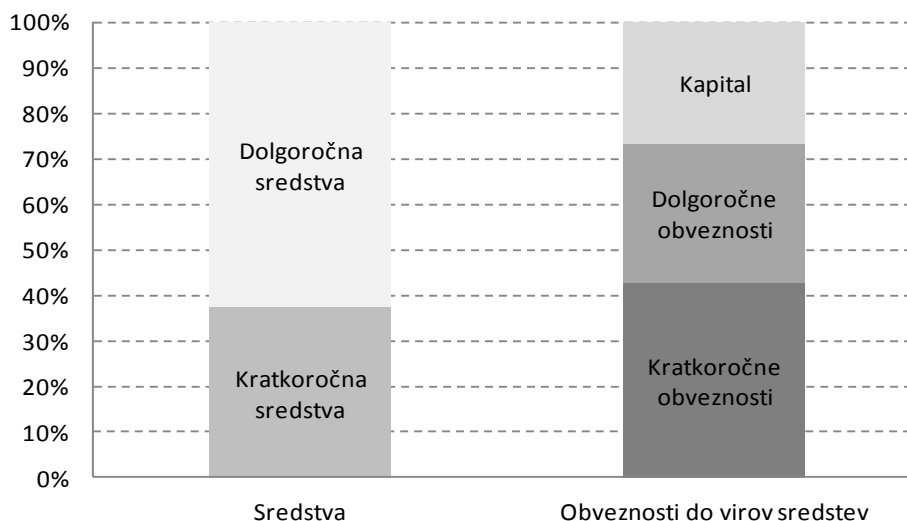 100%
90%
80%
70%
60%
50%
40%
30%
20%
10%
0%
Dolgoročna
sredstva
Kratkoročna
sredstva
Kapital
Dolgoročne
obveznosti
Kratkoročne
obveznosti
Sredstva
Obveznosti do virov sredstev